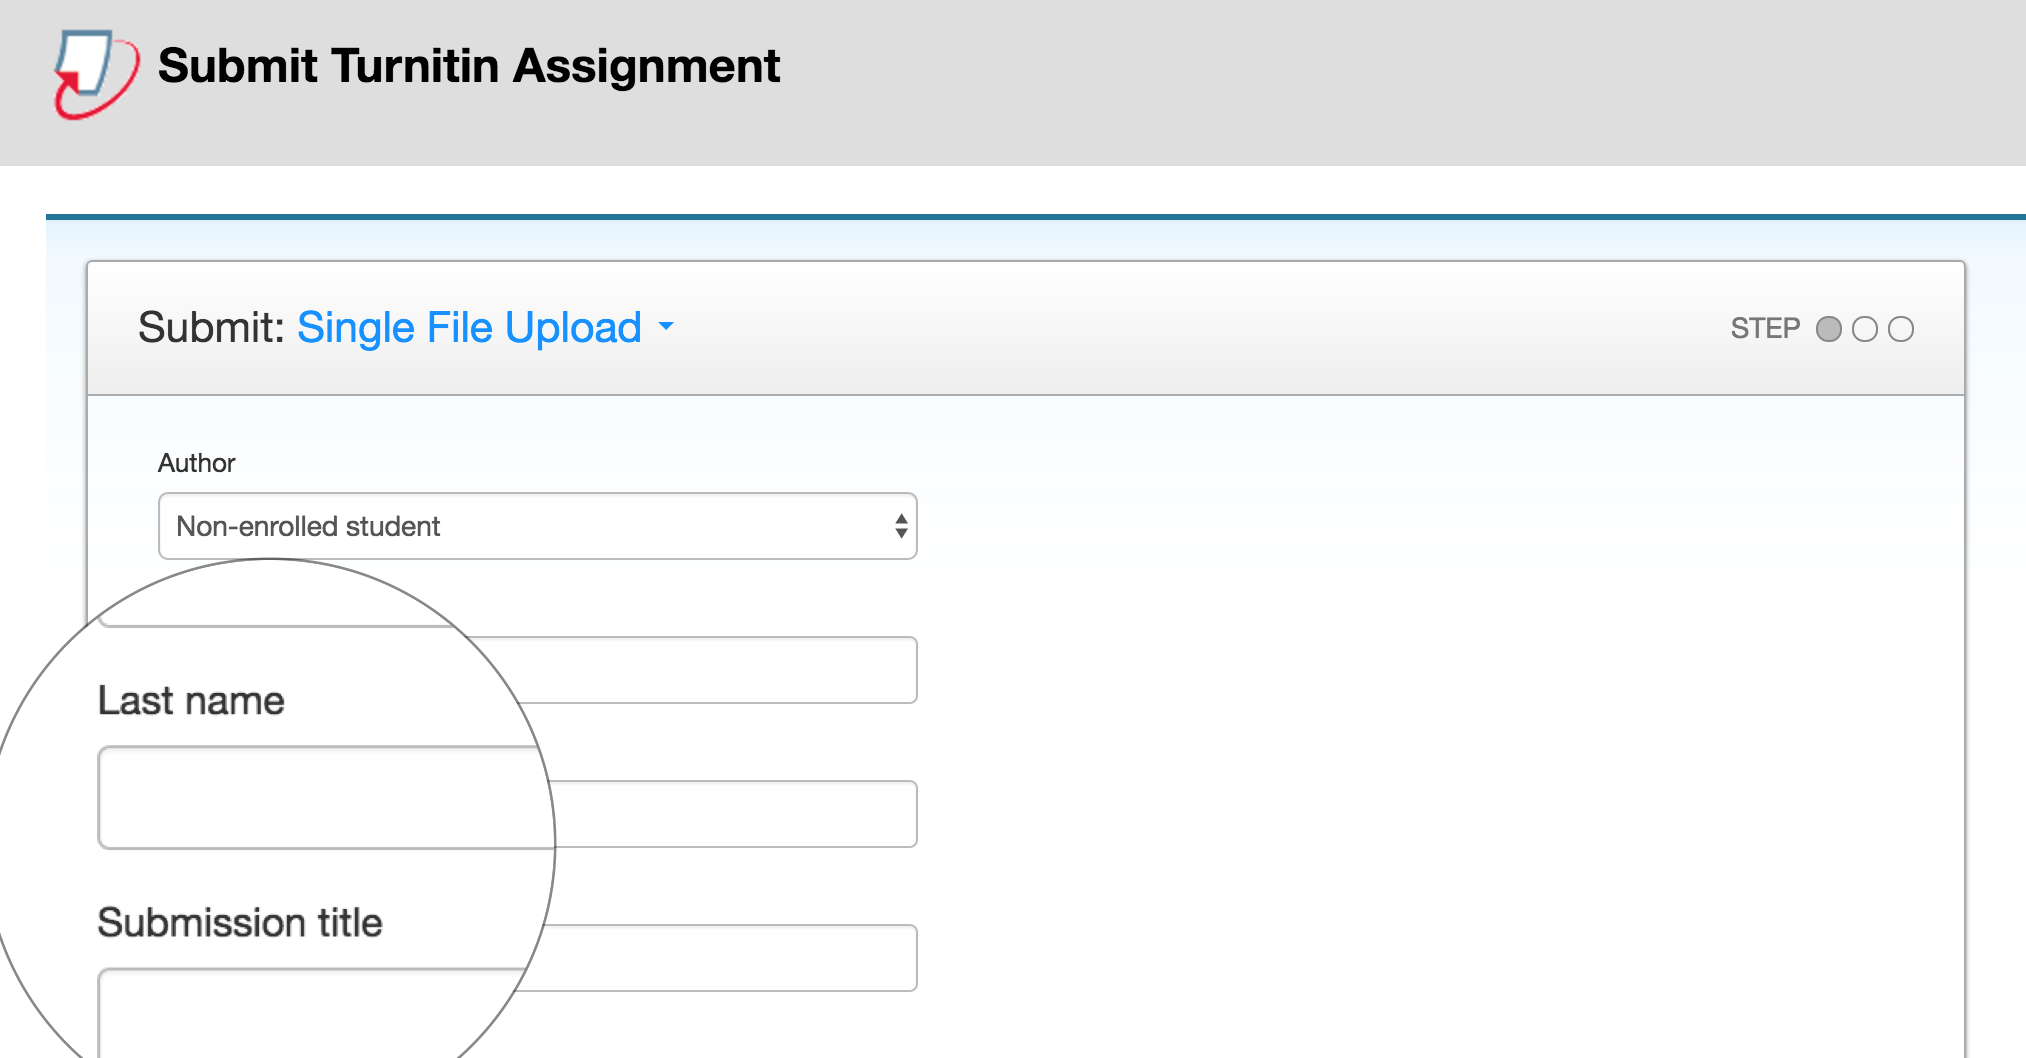 Submit Turnitin Assignment
Submit: Single File Upload
STEP
Author
Non-enrolled student
Last name
Submission title